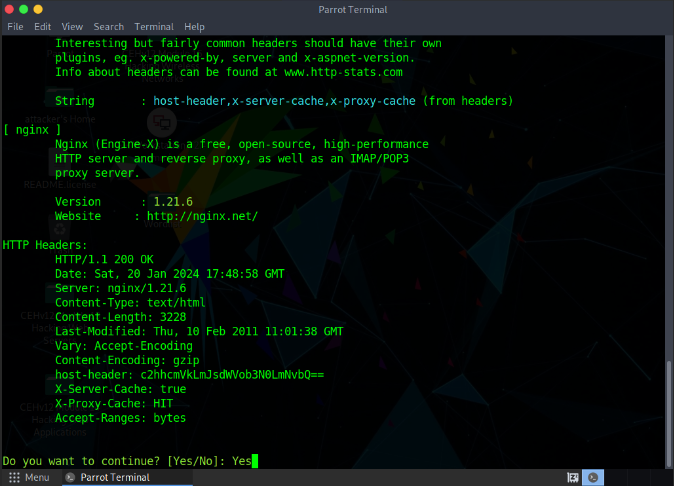 Parrot Terminal
File Edit View Search Terminal Help
Interesting but fairly common headers should have their own
plugins, eg. x-powered-by, server and x-aspnet-version.
Info about headers can be found at www.http-stats.com
String : host-header,x-server-cache,x-proxy-cache (from headers)
[ nginx ]
Nginx (Engine-X) is a free, open-source, high-performance
HTTP server and reverse proxy, as well as an IMAP/POP3
proxy server.
Version : 1.21.6
Website : http://nginx.net/
HTTP Headers:
HTTP/1.1 200 OK
Date: Sat, 20 Jan 2024 17:48:58 GMT
Server: nginx/1.21.6
Content-Type: text/html
Content-Length: 3228
Last-Modified: Thu, 10 Feb 2011 11:01:38 GMT
Vary: Accept-Encoding
Content-Encoding: gzip
host-header: c2hhcmVkLmJsdWVob3N0LmNvbQ==
X-Server-Cache: true
X-Proxy-Cache: HIT
Accept-Ranges: bytes
Do you want to continue? [Yes/No]: Yes
Menu Parrot Terminal